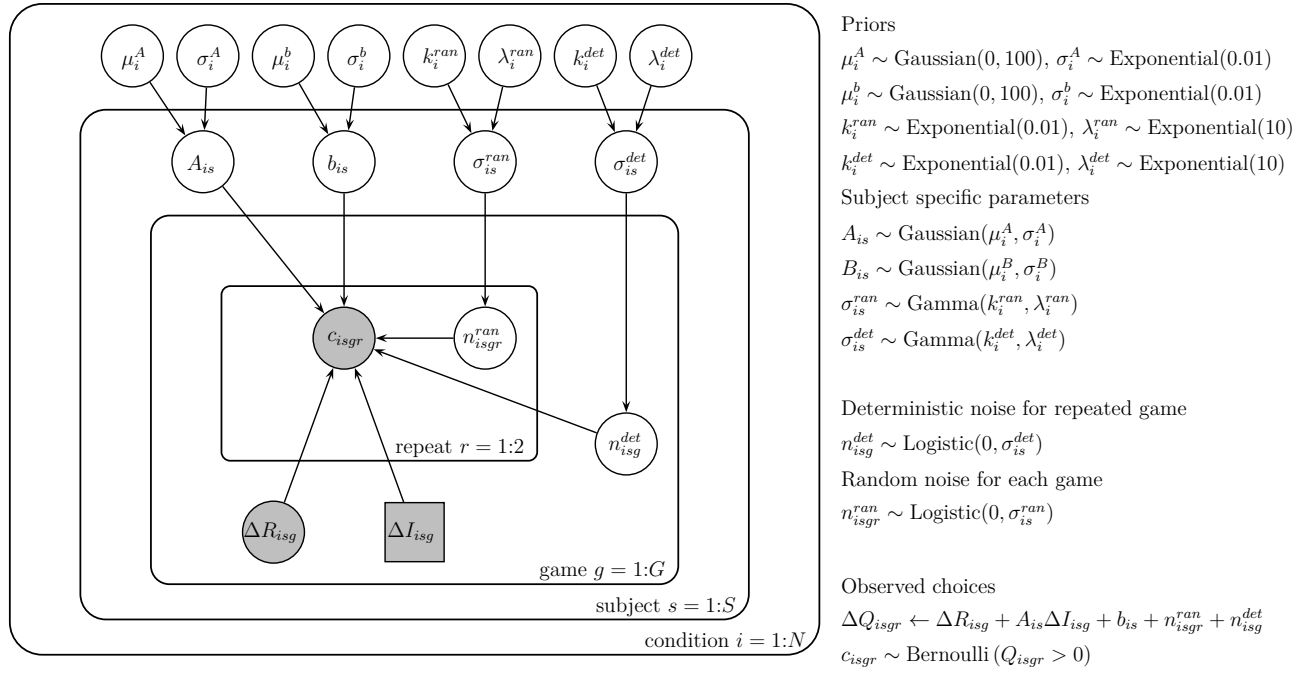 μ_i^A σ_i^A μ_i^b σ_i^b k_i^{ran} λ_i^{ran} k_i^{det} λ_i^{det}
A_{is} b_{is} σ_{is}^{ran} σ_{is}^{det}
c_{isgr} n_{isgr}^{ran}
n_{isg}^{det}
repeat r = 1:2
ΔR_{isg} ΔI_{isg}
game g = 1:G
subject s = 1:S
condition i = 1:N
Priors
μ_i^A ∼ Gaussian(0, 100), σ_i^A ∼ Exponential(0.01)
μ_i^b ∼ Gaussian(0, 100), σ_i^b ∼ Exponential(0.01)
k_i^{ran} ∼ Exponential(0.01), λ_i^{ran} ∼ Exponential(10)
k_i^{det} ∼ Exponential(0.01), λ_i^{det} ∼ Exponential(10)
Subject specific parameters
A_{is} ∼ Gaussian(μ_i^A, σ_i^A)
B_{is} ∼ Gaussian(μ_i^B, σ_i^B)
σ_{is}^{ran} ∼ Gamma(k_i^{ran}, λ_i^{ran})
σ_{is}^{det} ∼ Gamma(k_i^{det}, λ_i^{det})
Deterministic noise for repeated game
n_{isg}^{det} ∼ Logistic(0, σ_{is}^{det})
Random noise for each game
n_{isgr}^{ran} ∼ Logistic(0, σ_{is}^{ran})
Observed choices
ΔQ_{isgr} ← ΔR_{isg} + A_{is}ΔI_{isg} + b_{is} + n_{isgr}^{ran} + n_{isg}^{det}
c_{isgr} ∼ Bernoulli (Q_{isgr} > 0)